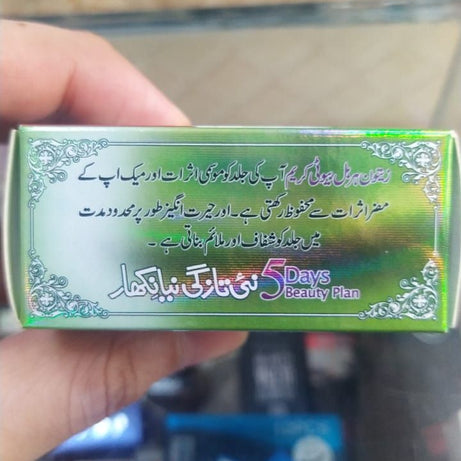 زیتون ہربل بیوٹی کریم آپ کی جلد کو موسمی اثرات اور میک اپ کے
مضر اثرات سے محفوظ رکھتی ہے۔ اور حیرت انگیز طور پر محدود مدت
میں جلد کو شفاف اور ملائم بناتی ہے۔
نئی تازگی نیا نکھار 5 Days
Beauty Plan